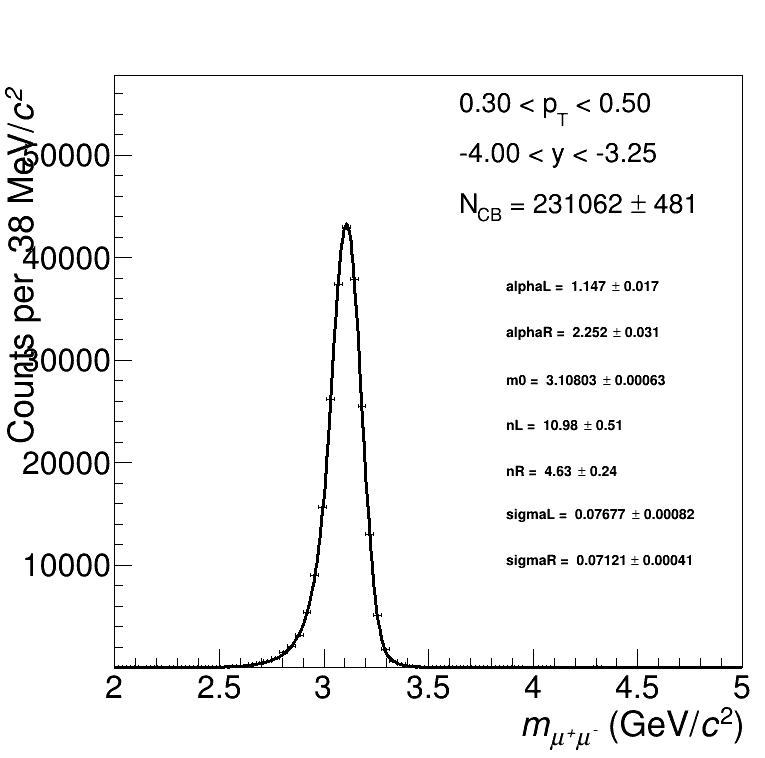 0.30 < pT < 0.50
-4.00 < y < -3.25
NCB = 231062 ± 481
alphaL = 1.147 ± 0.017
alphaR = 2.252 ± 0.031
m0 = 3.10803 ± 0.00063
nL = 10.98 ± 0.51
nR = 4.63 ± 0.24
sigmaL = 0.07677 ± 0.00082
sigmaR = 0.07121 ± 0.00041
Counts per 38 MeV/c²
50000
40000
30000
20000
10000
2 2.5 3 3.5 4 4.5 5
mμ⁺μ⁻ (GeV/c²)